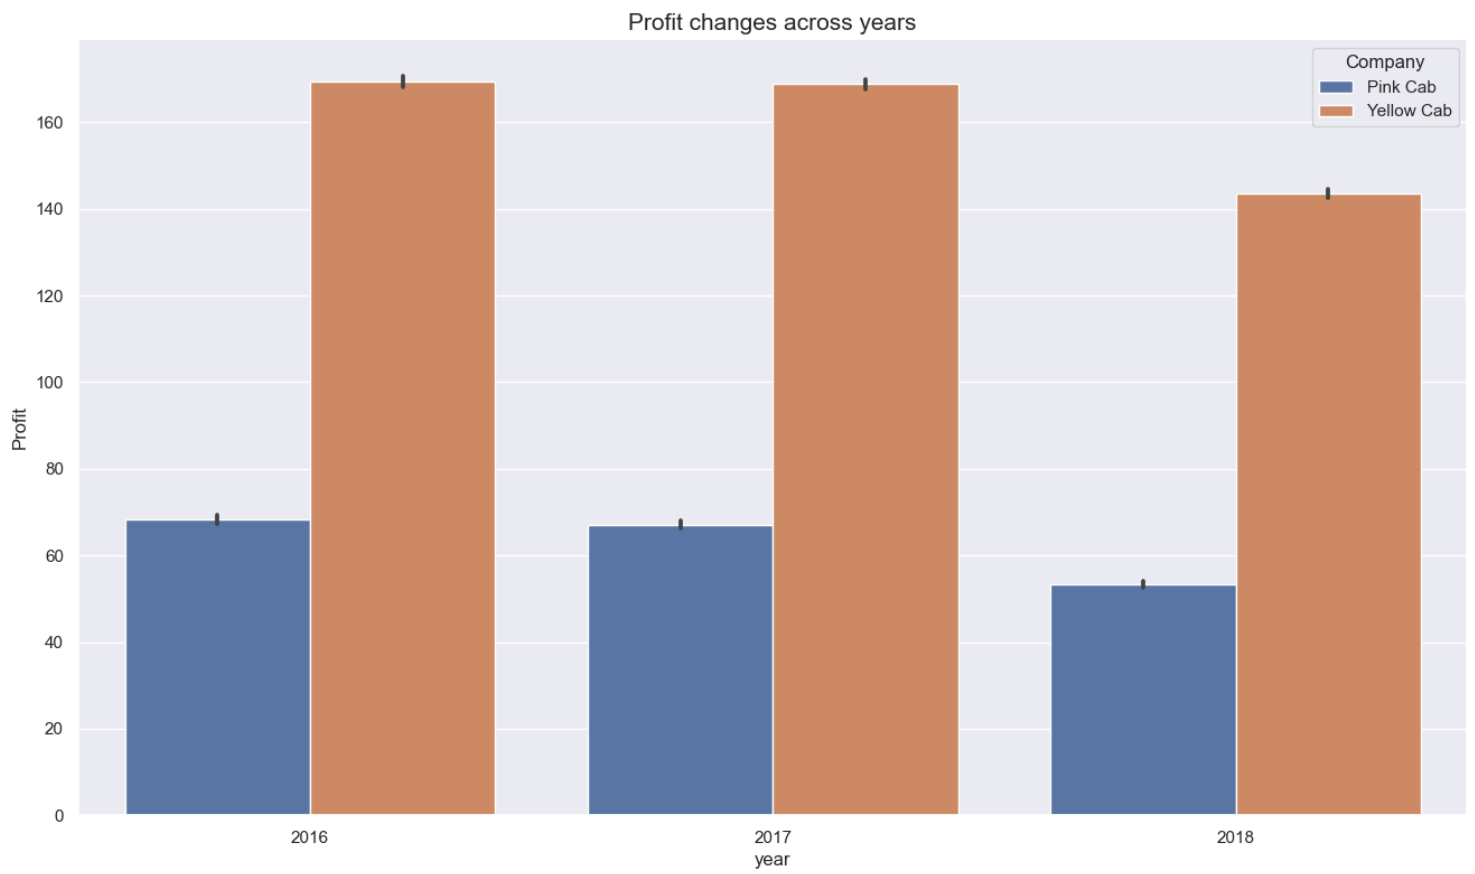 Profit changes across years
Company
Pink Cab
Yellow Cab
160
140
120
100
80
60
40
20
0
Profit
2016 2017 2018
year